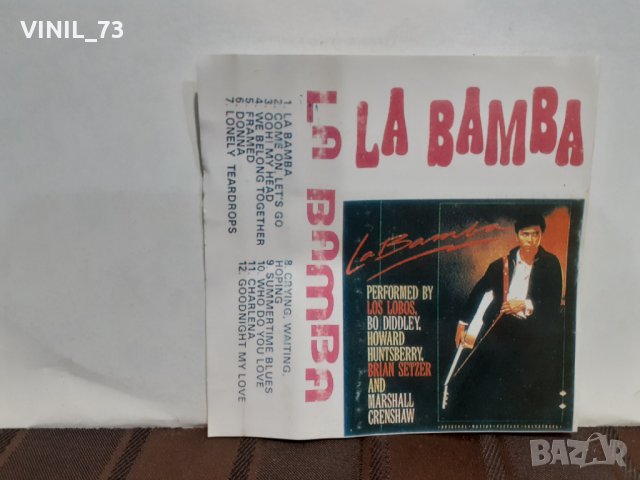 VINIL_73
LA BAMBA
La Bamba
PERFORMED BY
LOS LOBOS,
BO DIDDLEY,
HOWARD
HUNTSBERRY,
BRIAN SETZER
AND
MARSHALL
CRENSHAW
•ORIGINAL•MOTION•PICTURE•SOUNDTRACK•
LA BAMBA
1. LA BAMBA
2. COME ON, LET'S GO
3. OOH! MY HEAD
4. WE BELONG TOGETHER
5. FRAMED
6. DONNA
7. LONELY TEARDROPS
8. CRYING, WAITING,
HOPING
9. SUMMERTIME BLUES
10. WHO DO YOU LOVE
11. CHARLENA
12. GOODNIGHT MY LOVE
BAZAR
bg